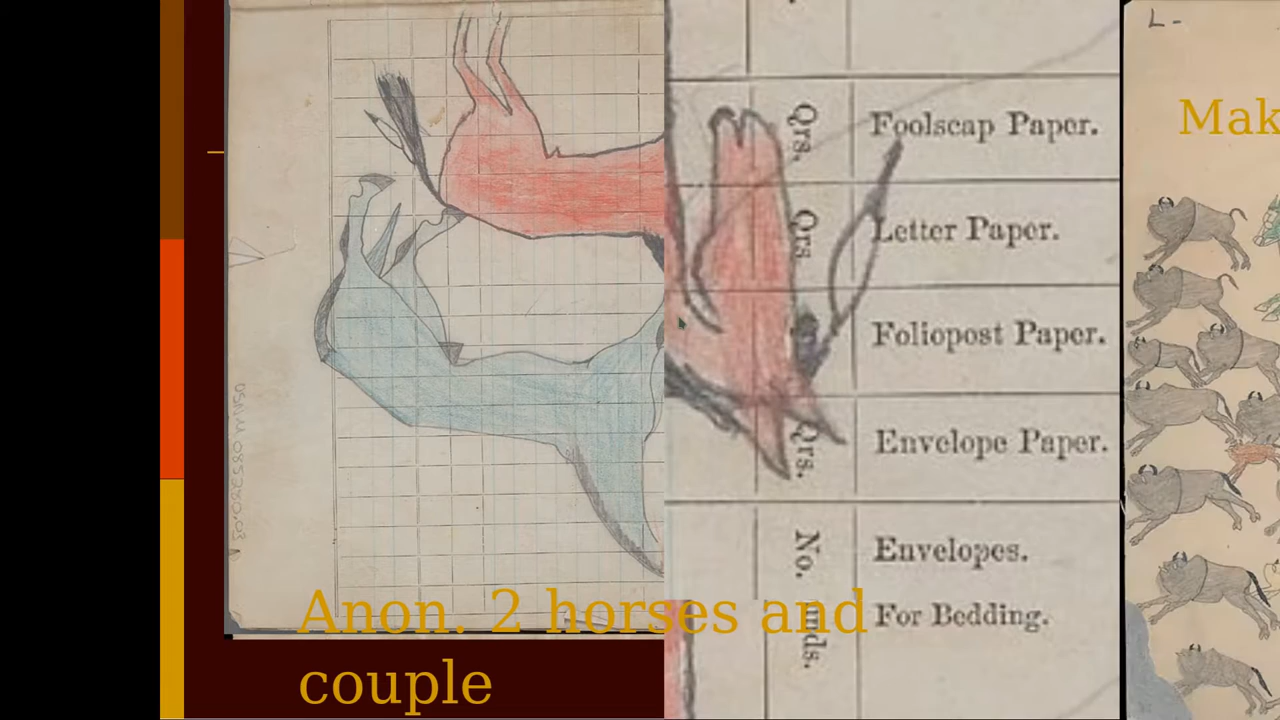 L-
Mak
Qrs. Foolscap Paper.
Qrs. Letter Paper.
Foliopost Paper.
Qrs. Envelope Paper.
No. Envelopes.
For Bedding.
Anon. 2 horses and
couple